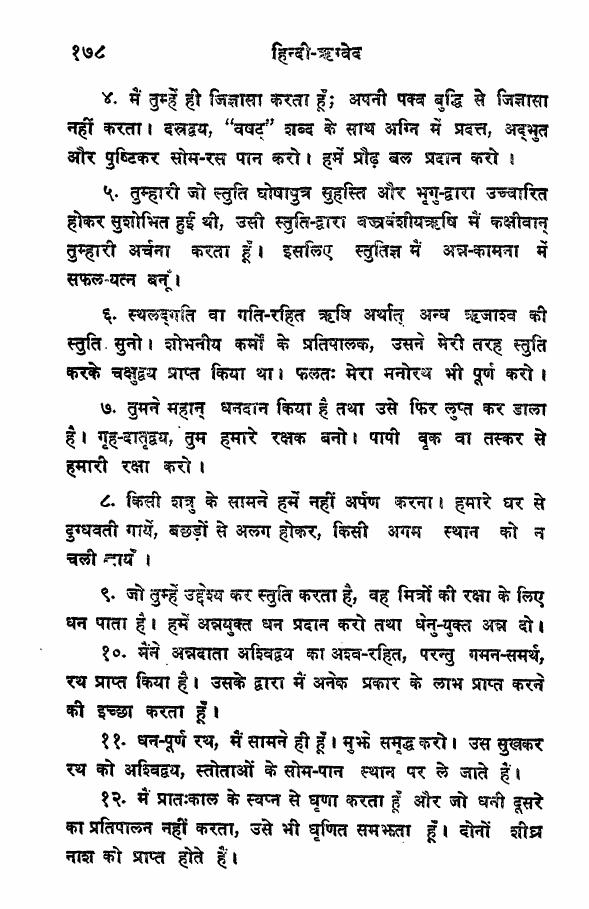 १७८ हिन्दी-ऋग्वेद
४. मैं तुम्हें ही जिज्ञासा करता हूँ; अपनी पक्व बुद्धि से जिज्ञासा
नहीं करता। दस्रद्वय, “वषट्” शब्द के साथ अग्नि में प्रदत्त, अद्भुत
और पुष्टिकर सोम-रस पान करो। हमें प्रौढ़ बल प्रदान करो ।
५. तुम्हारी जो स्तुति घोषापुत्र सुहस्ति और भृगु-द्वारा उच्चारित
होकर सुशोभित हुई थी, उसी स्तुति-द्वारा वज्रवंशीयऋषि मैं कक्षीवान्
तुम्हारी अर्चना करता हूँ। इसलिए स्तुतिज्ञ मैं अन्न-कामना में
सफल-यत्न बनूँ।
६. स्थलद्गति वा गति-रहित ऋषि अर्थात् अन्ध ऋजाश्व की
स्तुति सुनो। शोभनीय कर्मों के प्रतिपालक, उसने मेरी तरह स्तुति
करके चक्षुद्वय प्राप्त किया था। फलतः मेरा मनोरथ भी पूर्ण करो।
७. तुमने महान् धनदान किया है तथा उसे फिर लुप्त कर डाला
है। गृह-दातृद्वय, तुम हमारे रक्षक बनो। पापी वृक वा तस्कर से
हमारी रक्षा करो।
८. किसी शत्रु के सामने हमें नहीं अर्पण करना। हमारे घर से
दुग्धवती गायें, बछड़ों से अलग होकर, किसी अगम स्थान को न
चली जायँ ।
९. जो तुम्हें उद्देश्य कर स्तुति करता है, वह मित्रों की रक्षा के लिए
धन पाता है। हमें अन्नयुक्त धन प्रदान करो तथा धेनु-युक्त अन्न दो।
१०. मैंने अन्नदाता अश्विद्वय का अश्व-रहित, परन्तु गमन-समर्थ,
रथ प्राप्त किया है। उसके द्वारा मैं अनेक प्रकार के लाभ प्राप्त करने
की इच्छा करता हूँ।
११. धन-पूर्ण रथ, मैं सामने ही हूँ। मुझे समृद्ध करो। उस सुखकर
रथ को अश्विद्वय, स्तोताओं के सोम-पान स्थान पर ले जाते हैं।
१२. मैं प्रातःकाल के स्वप्न से घृणा करता हूँ और जो धनी दूसरे
का प्रतिपालन नहीं करता, उसे भी घृणित समझता हूँ। दोनों शीघ्र
नाश को प्राप्त होते हैं।